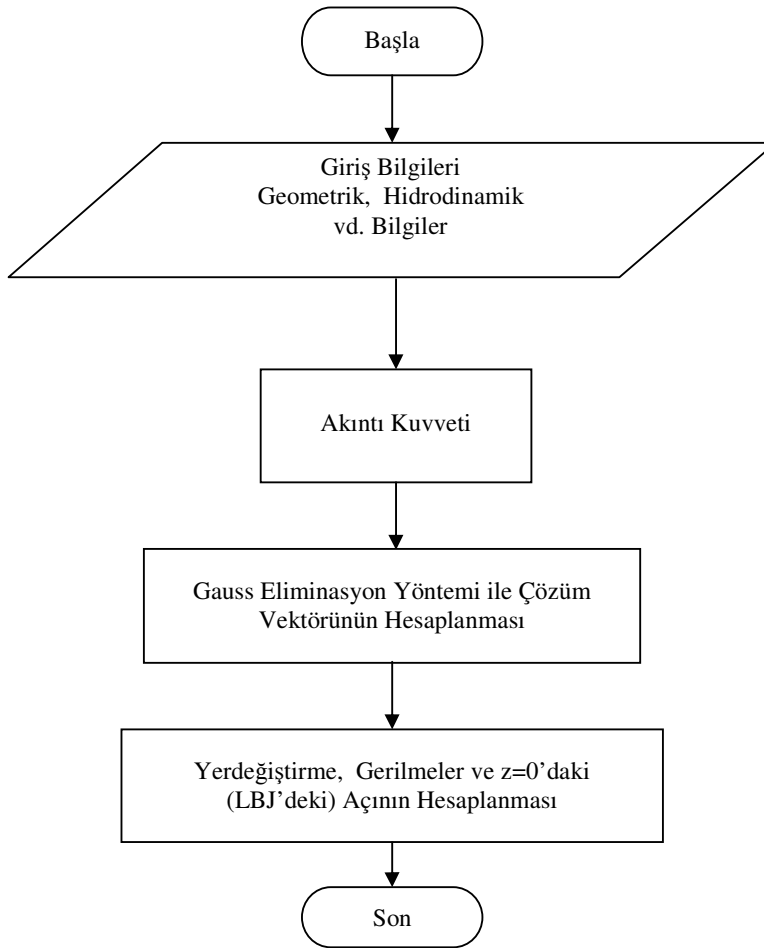 Başla
Giriş Bilgileri
Geometrik, Hidrodinamik
vd. Bilgiler
Akıntı Kuvveti
Gauss Eliminasyon Yöntemi ile Çözüm
Vektörünün Hesaplanması
Yerdeğiştirme, Gerilmeler ve z=0’daki
(LBJ’deki) Açının Hesaplanması
Son